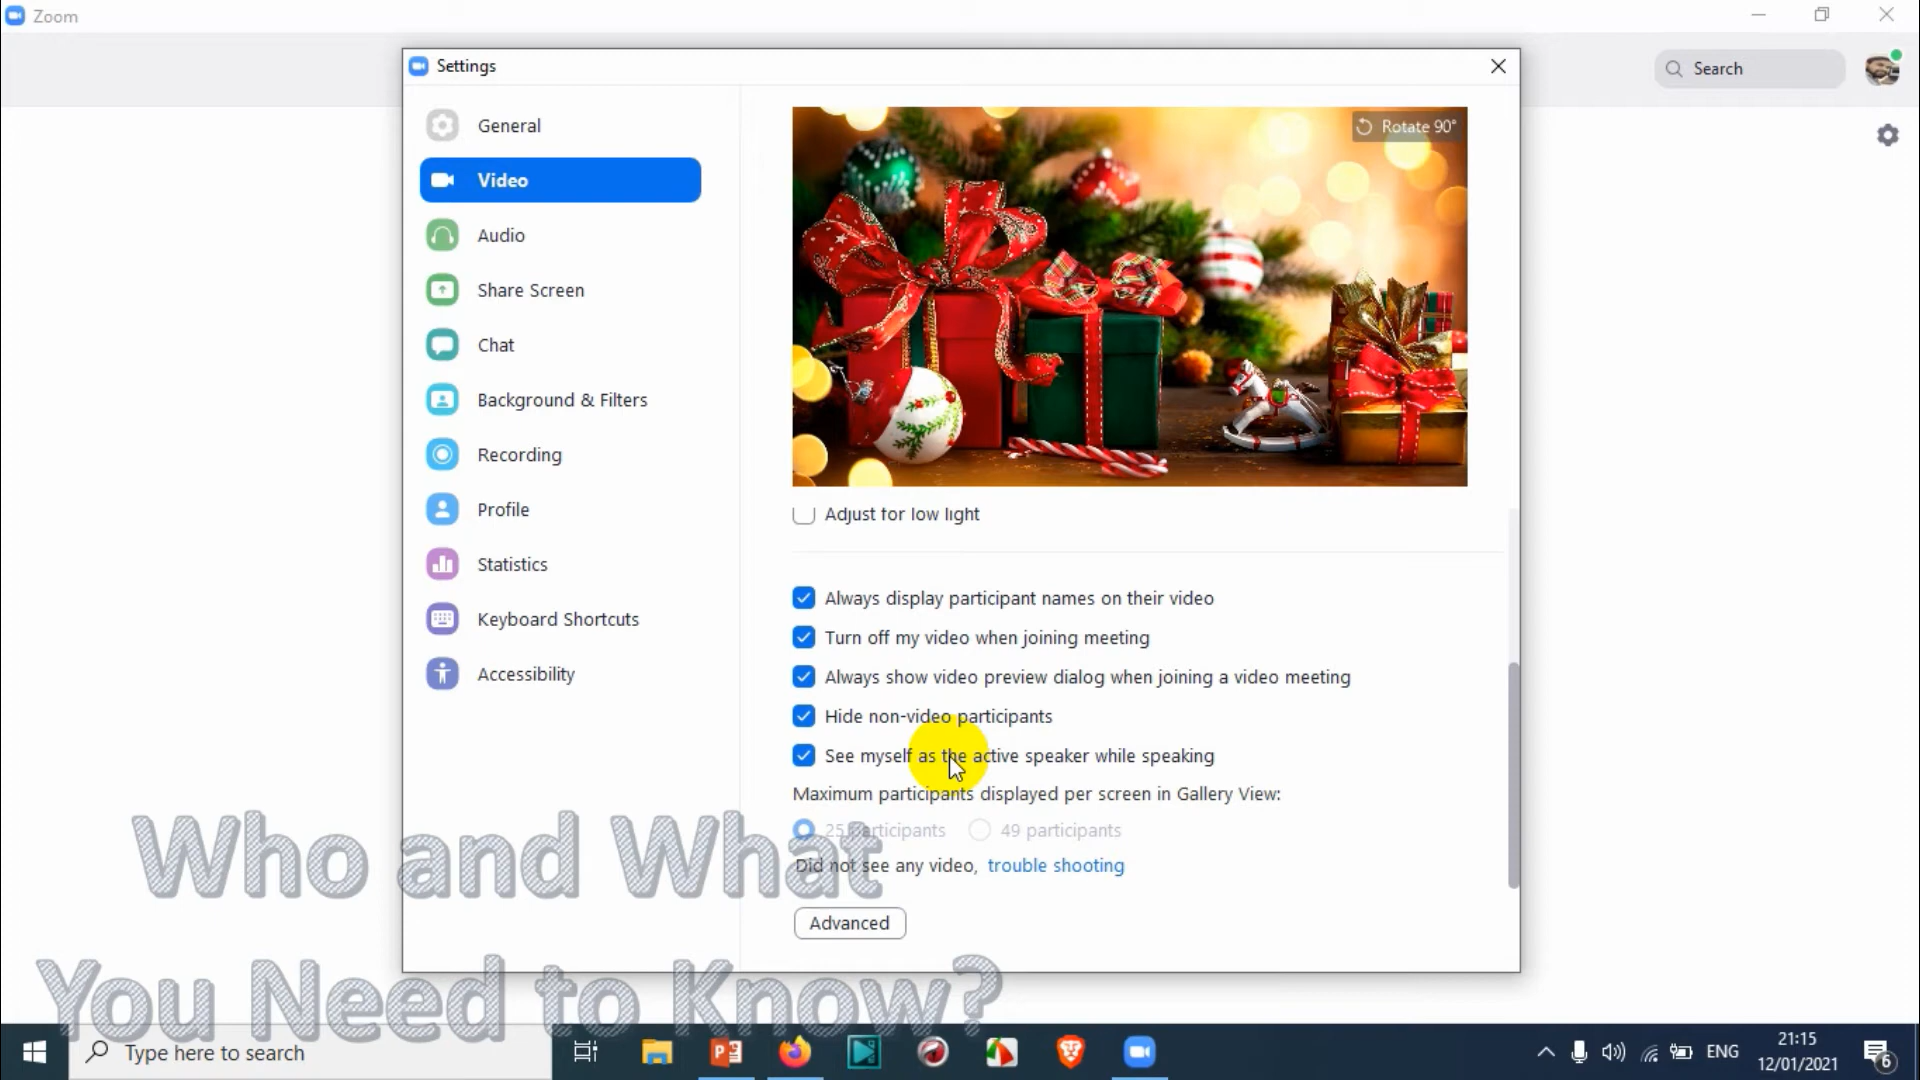 Zoom
Settings
Search
General
Rotate 90°
Video
Audio
Share Screen
Chat
Background & Filters
Recording
Profile
Statistics
Keyboard Shortcuts
Accessibility
Adjust for low light
Always display participant names on their video
Turn off my video when joining meeting
Always show video preview dialog when joining a video meeting
Hide non-video participants
See myself as the active speaker while speaking
Maximum participants displayed per screen in Gallery View:
25 participants 49 participants
Did not see any video, trouble shooting
Advanced
Who and What
You Need to Know?
Type here to search
ENG
21:15
12/01/2021
6